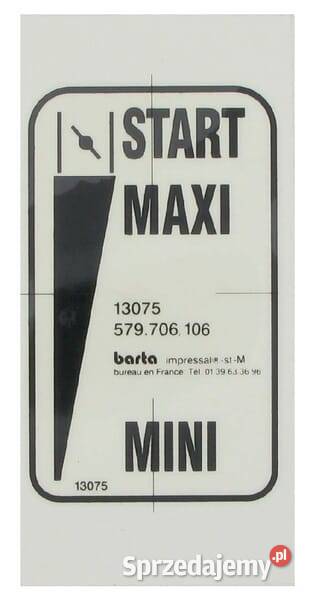 START
MAXI
13075
579.706.106
barta impressal® -st-M
bureau en France Tél. 01 39 63 36 96
MINI
13075
Sprzedajemy.pl